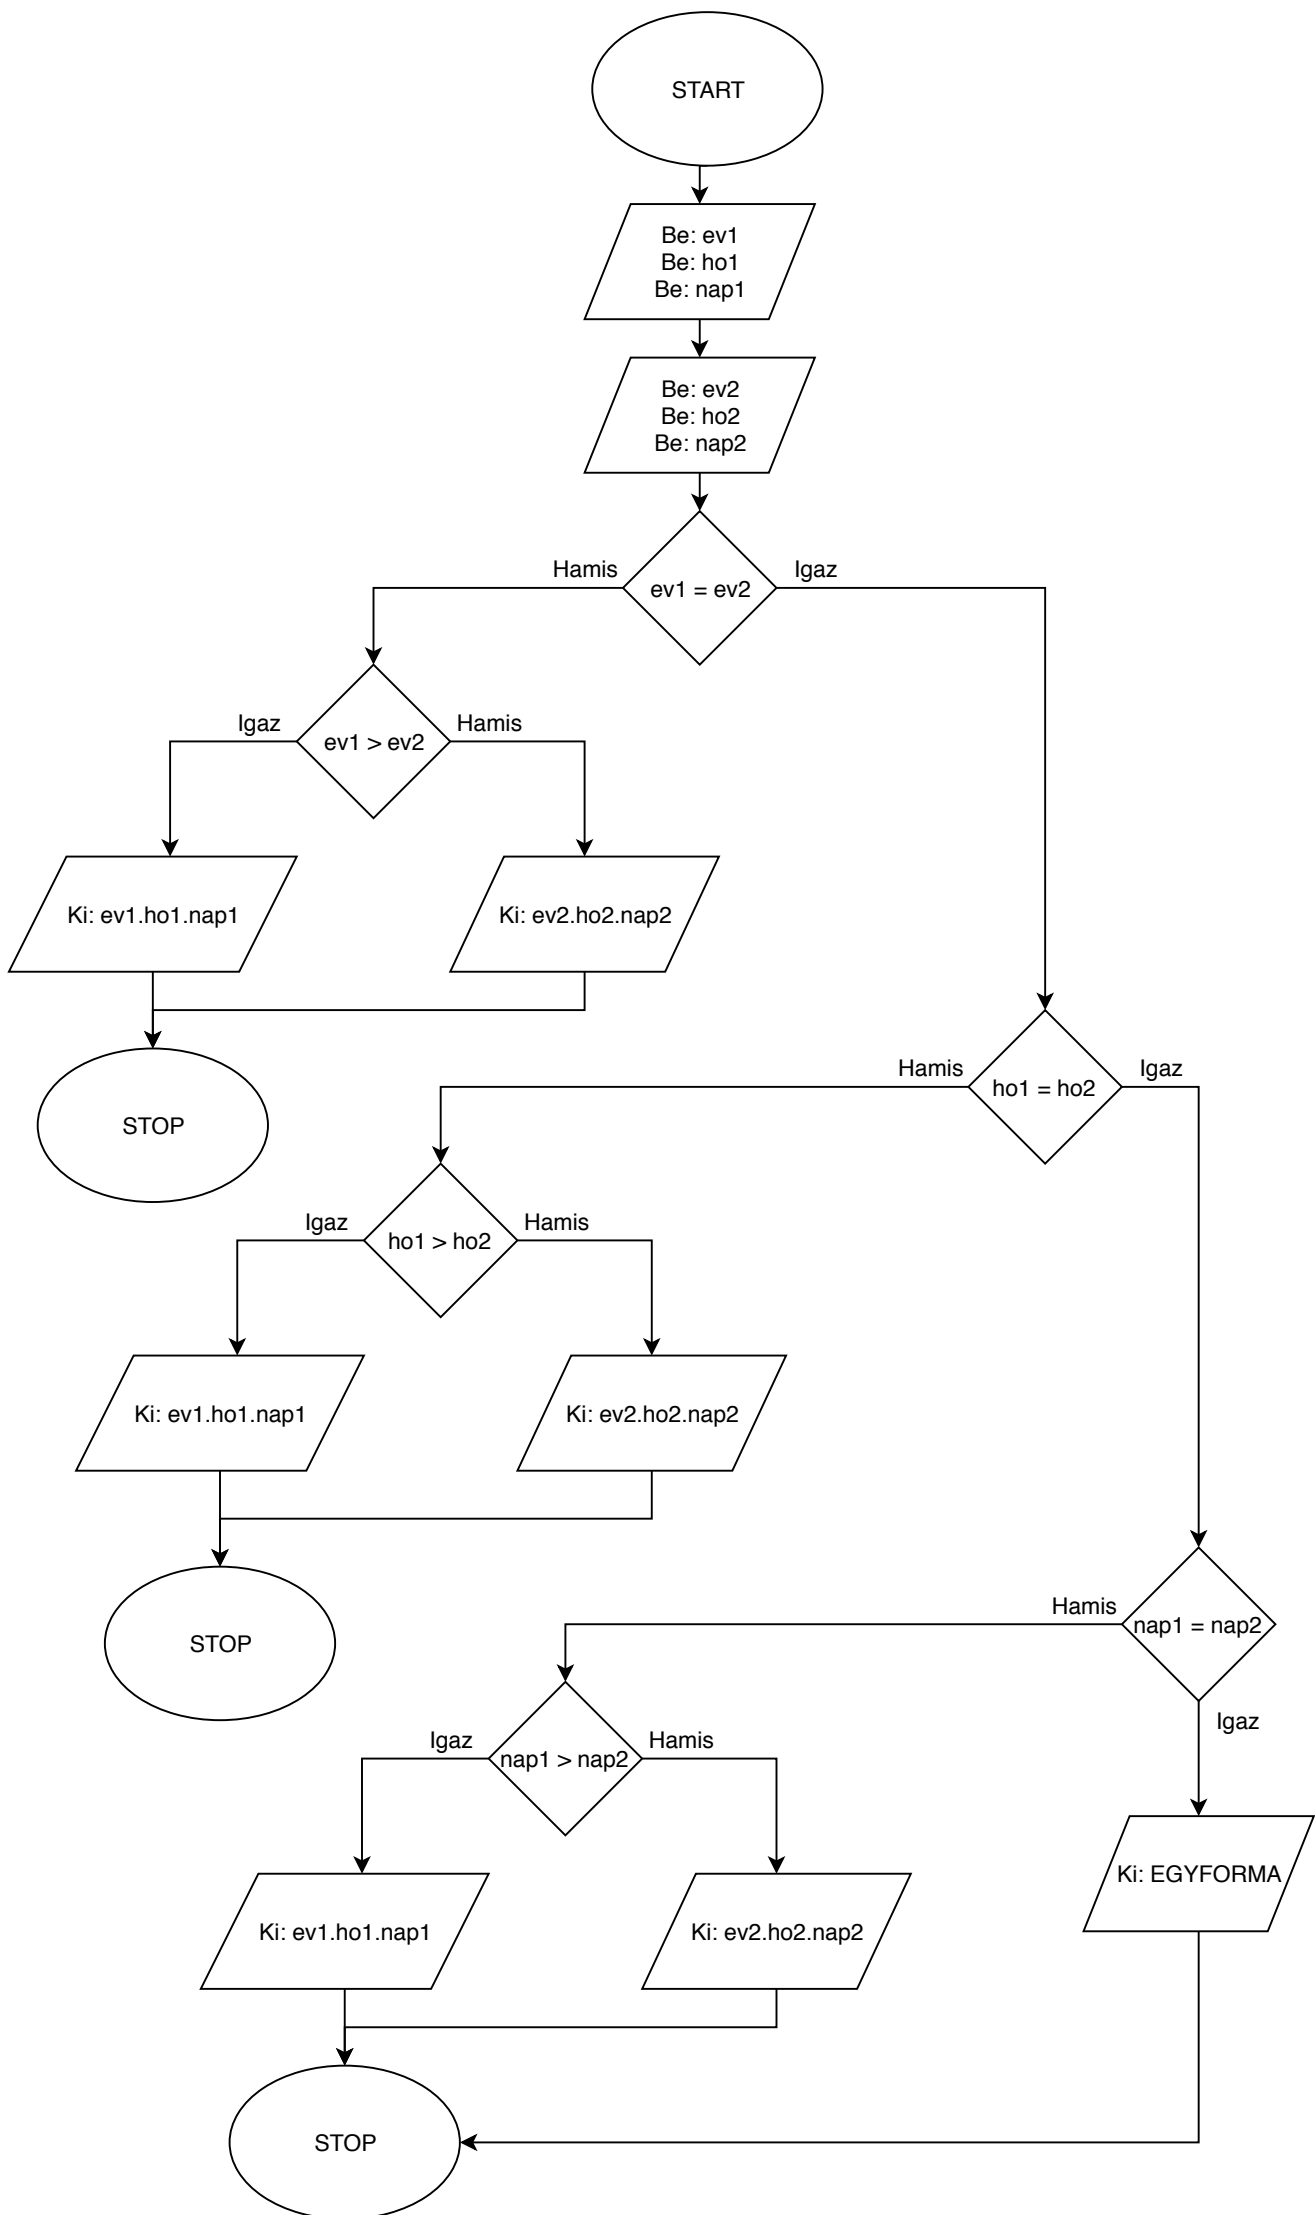 START
Be: ev1
Be: ho1
Be: nap1
Be: ev2
Be: ho2
Be: nap2
Hamis
Igaz
ev1 = ev2
Igaz
Hamis
ev1 > ev2
Ki: ev1.ho1.nap1
Ki: ev2.ho2.nap2
Hamis
Igaz
ho1 = ho2
STOP
Igaz
Hamis
ho1 > ho2
Ki: ev1.ho1.nap1
Ki: ev2.ho2.nap2
Hamis
nap1 = nap2
STOP
Igaz
Igaz
Hamis
nap1 > nap2
Ki: EGYFORMA
Ki: ev1.ho1.nap1
Ki: ev2.ho2.nap2
STOP